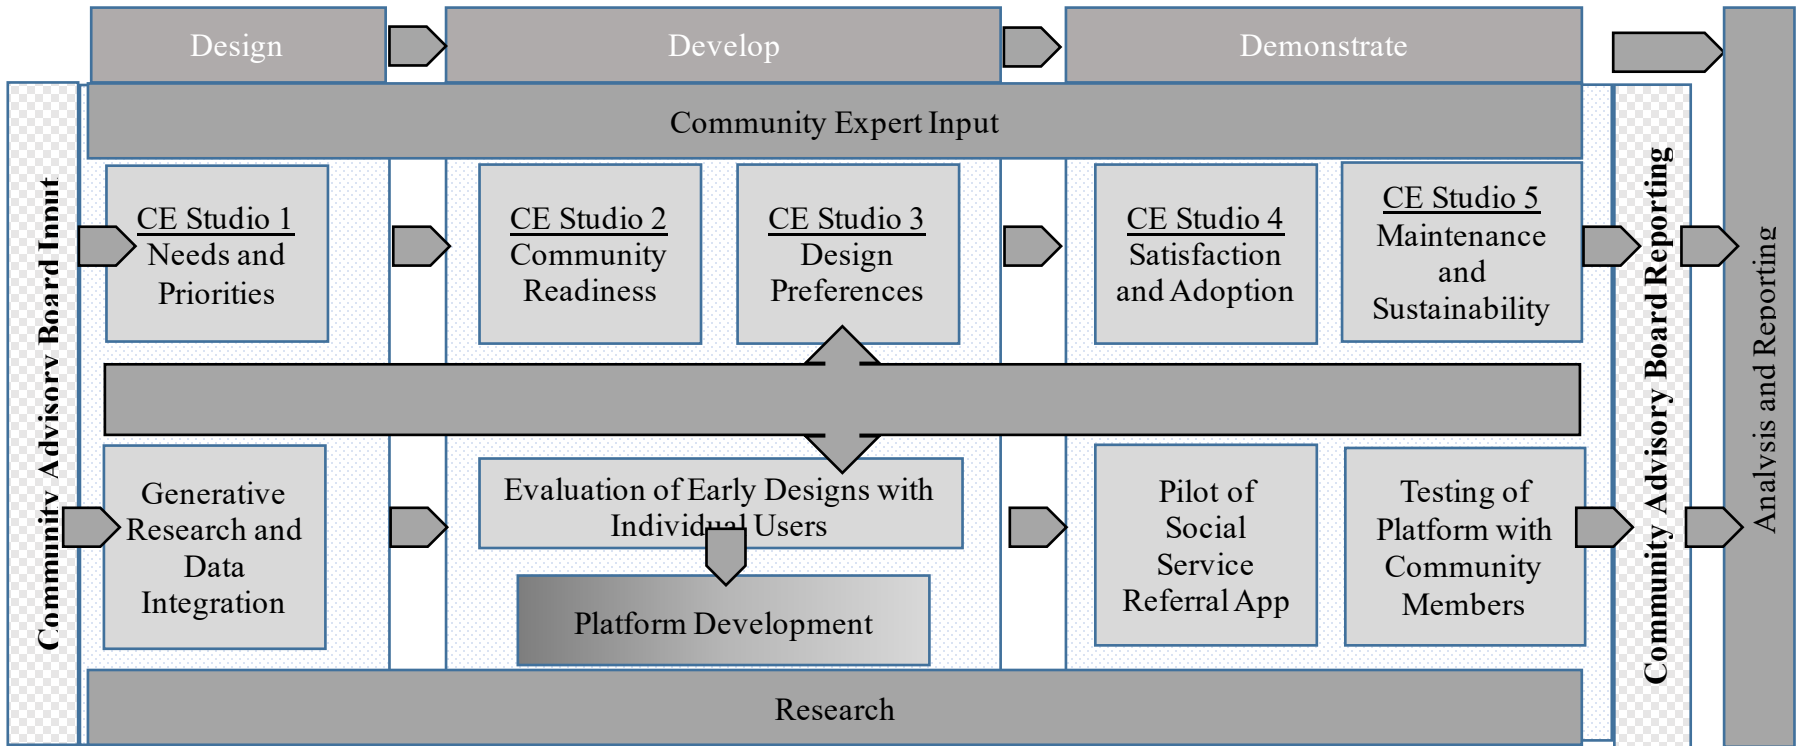 Design
Develop
Demonstrate
Community Expert Input
CE Studio 1
Needs and
Priorities
CE Studio 2
Community
Readiness
CE Studio 3
Design
Preferences
CE Studio 4
Satisfaction
and Adoption
CE Studio 5
Maintenance
and
Sustainability
Community Advisory Board Input
Generative
Research and
Data
Integration
Evaluation of Early Designs with
Individual Users
Platform Development
Pilot of
Social
Service
Referral App
Testing of
Platform with
Community
Members
Research
Community Advisory Board Reporting
Analysis and Reporting